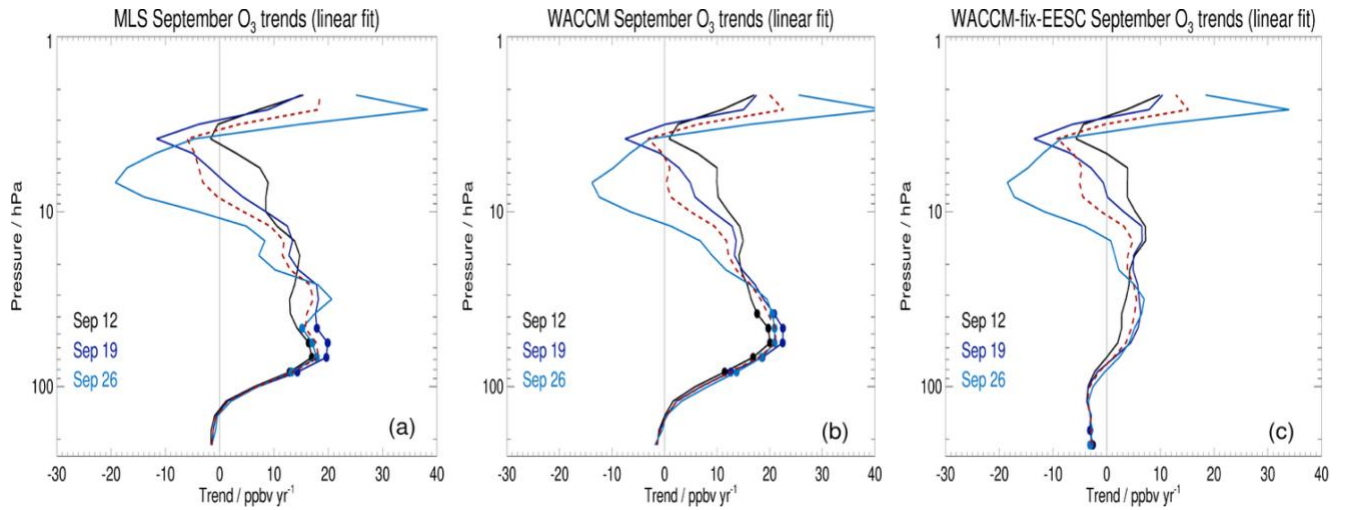 MLS September O₃ trends (linear fit)
1
10
100
Pressure / hPa
Sep 12
Sep 19
Sep 26
(a)
-30 -20 -10 0 10 20 30 40
Trend / ppbv yr⁻¹
WACCM September O₃ trends (linear fit)
1
10
100
Pressure / hPa
Sep 12
Sep 19
Sep 26
(b)
-30 -20 -10 0 10 20 30 40
Trend / ppbv yr⁻¹
WACCM-fix-EESC September O₃ trends (linear fit)
1
10
100
Pressure / hPa
Sep 12
Sep 19
Sep 26
(c)
-30 -20 -10 0 10 20 30 40
Trend / ppbv yr⁻¹